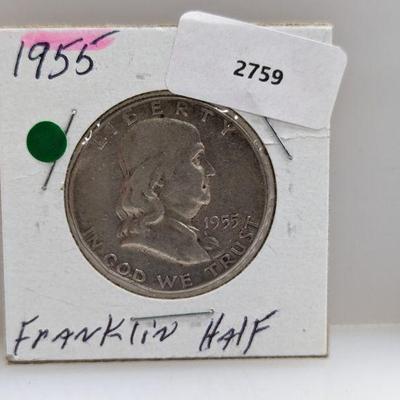 1955
2759
LIBERTY
1955
IN GOD WE TRUST
FRANKLIN HALF